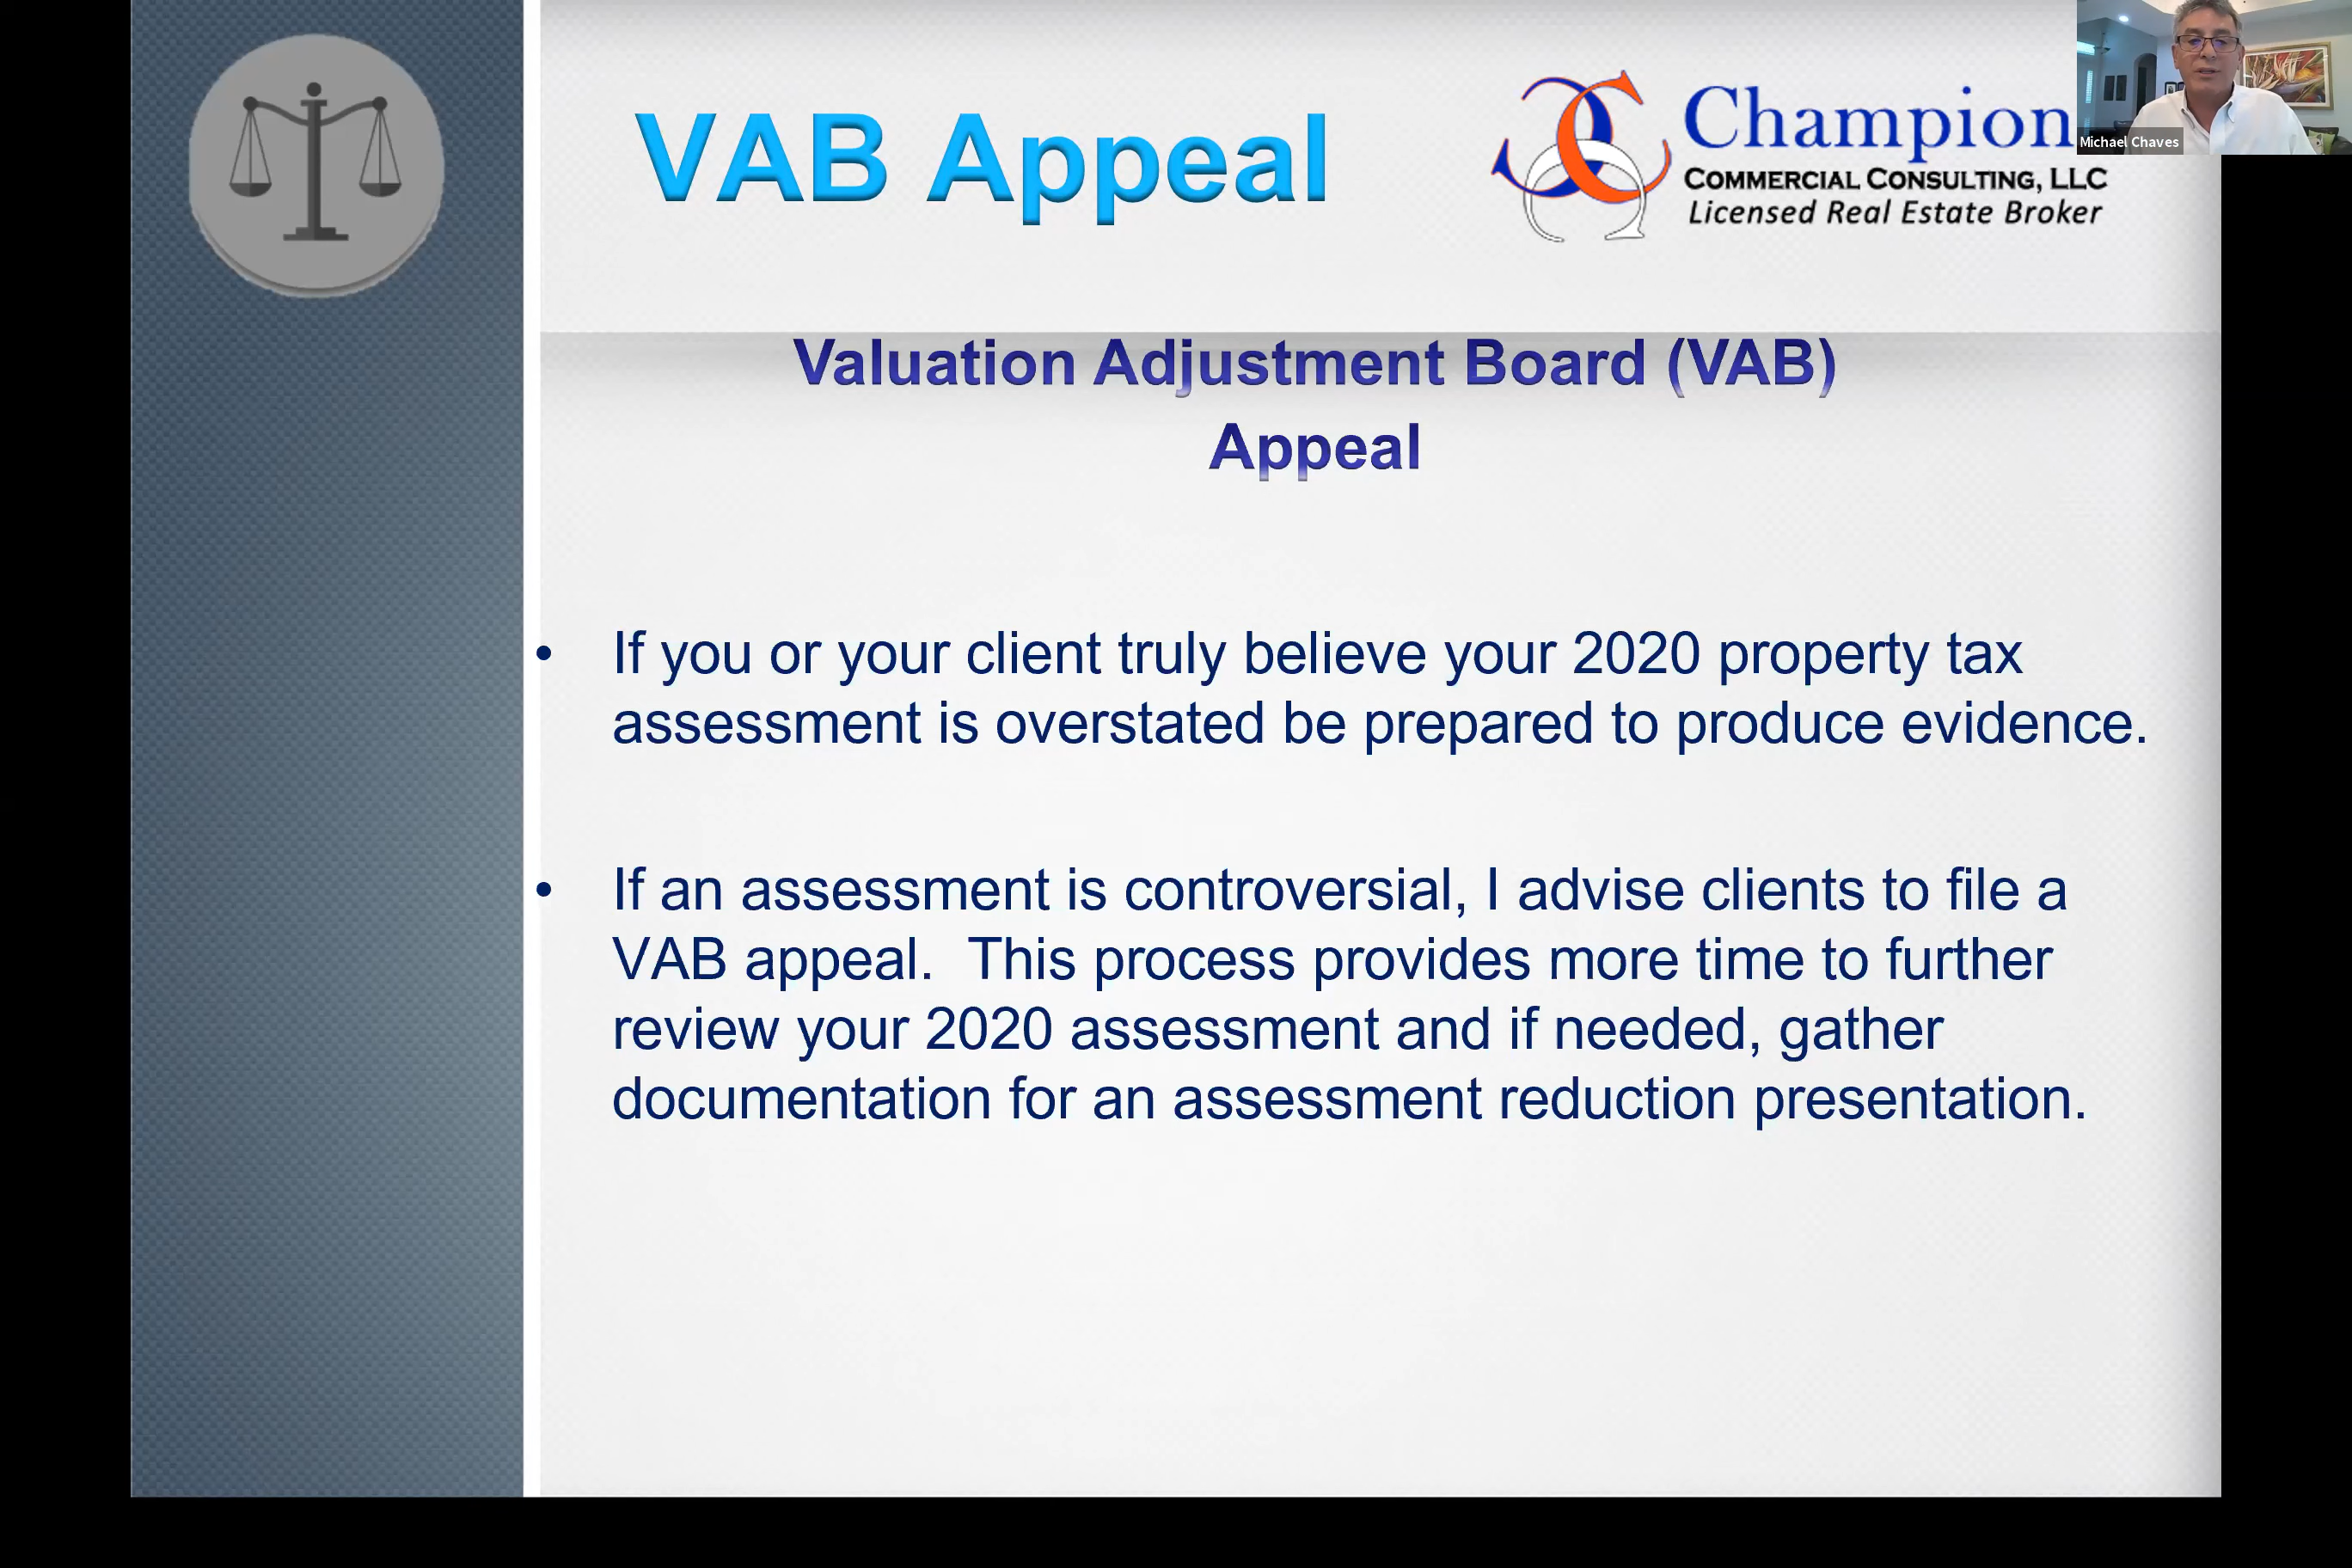 VAB Appeal
Champion
COMMERCIAL CONSULTING, LLC
Licensed Real Estate Broker
Michael Chaves
Valuation Adjustment Board (VAB)
Appeal
• If you or your client truly believe your 2020 property tax
assessment is overstated be prepared to produce evidence.
• If an assessment is controversial, I advise clients to file a
VAB appeal.  This process provides more time to further
review your 2020 assessment and if needed, gather
documentation for an assessment reduction presentation.